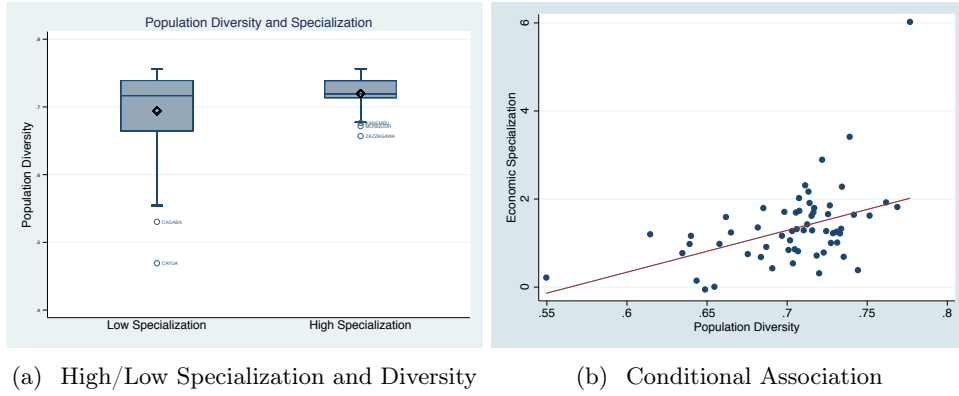 Population Diversity and Specialization
Population Diversity
.8
.7
.6
.5
.4
CAGABA
CAYUA
ZAZZAGAWA
Low Specialization
High Specialization
Economic Specialization
6
4
2
0
.55
.6
.65
.7
.75
.8
Population Diversity
(a) High/Low Specialization and Diversity
(b) Conditional Association